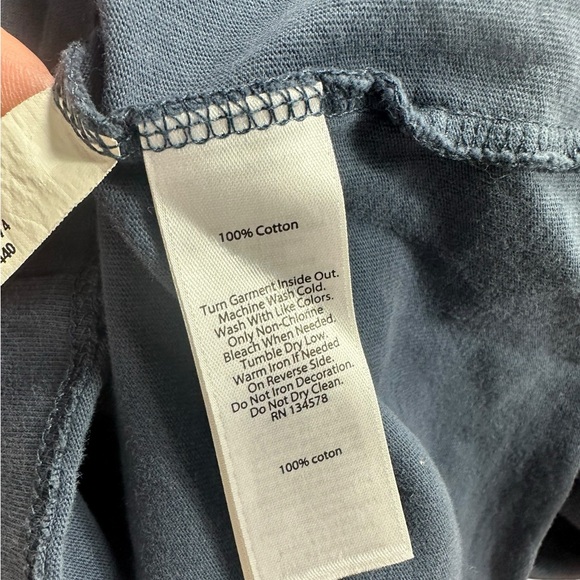 100% Cotton
Turn Garment Inside Out.
Machine Wash Cold.
Wash With Like Colors.
Only Non-Chlorine
Bleach When Needed.
Tumble Dry Low.
Warm Iron If Needed
On Reverse Side.
Do Not Iron Decoration.
Do Not Dry Clean.
RN 134578
100% coton